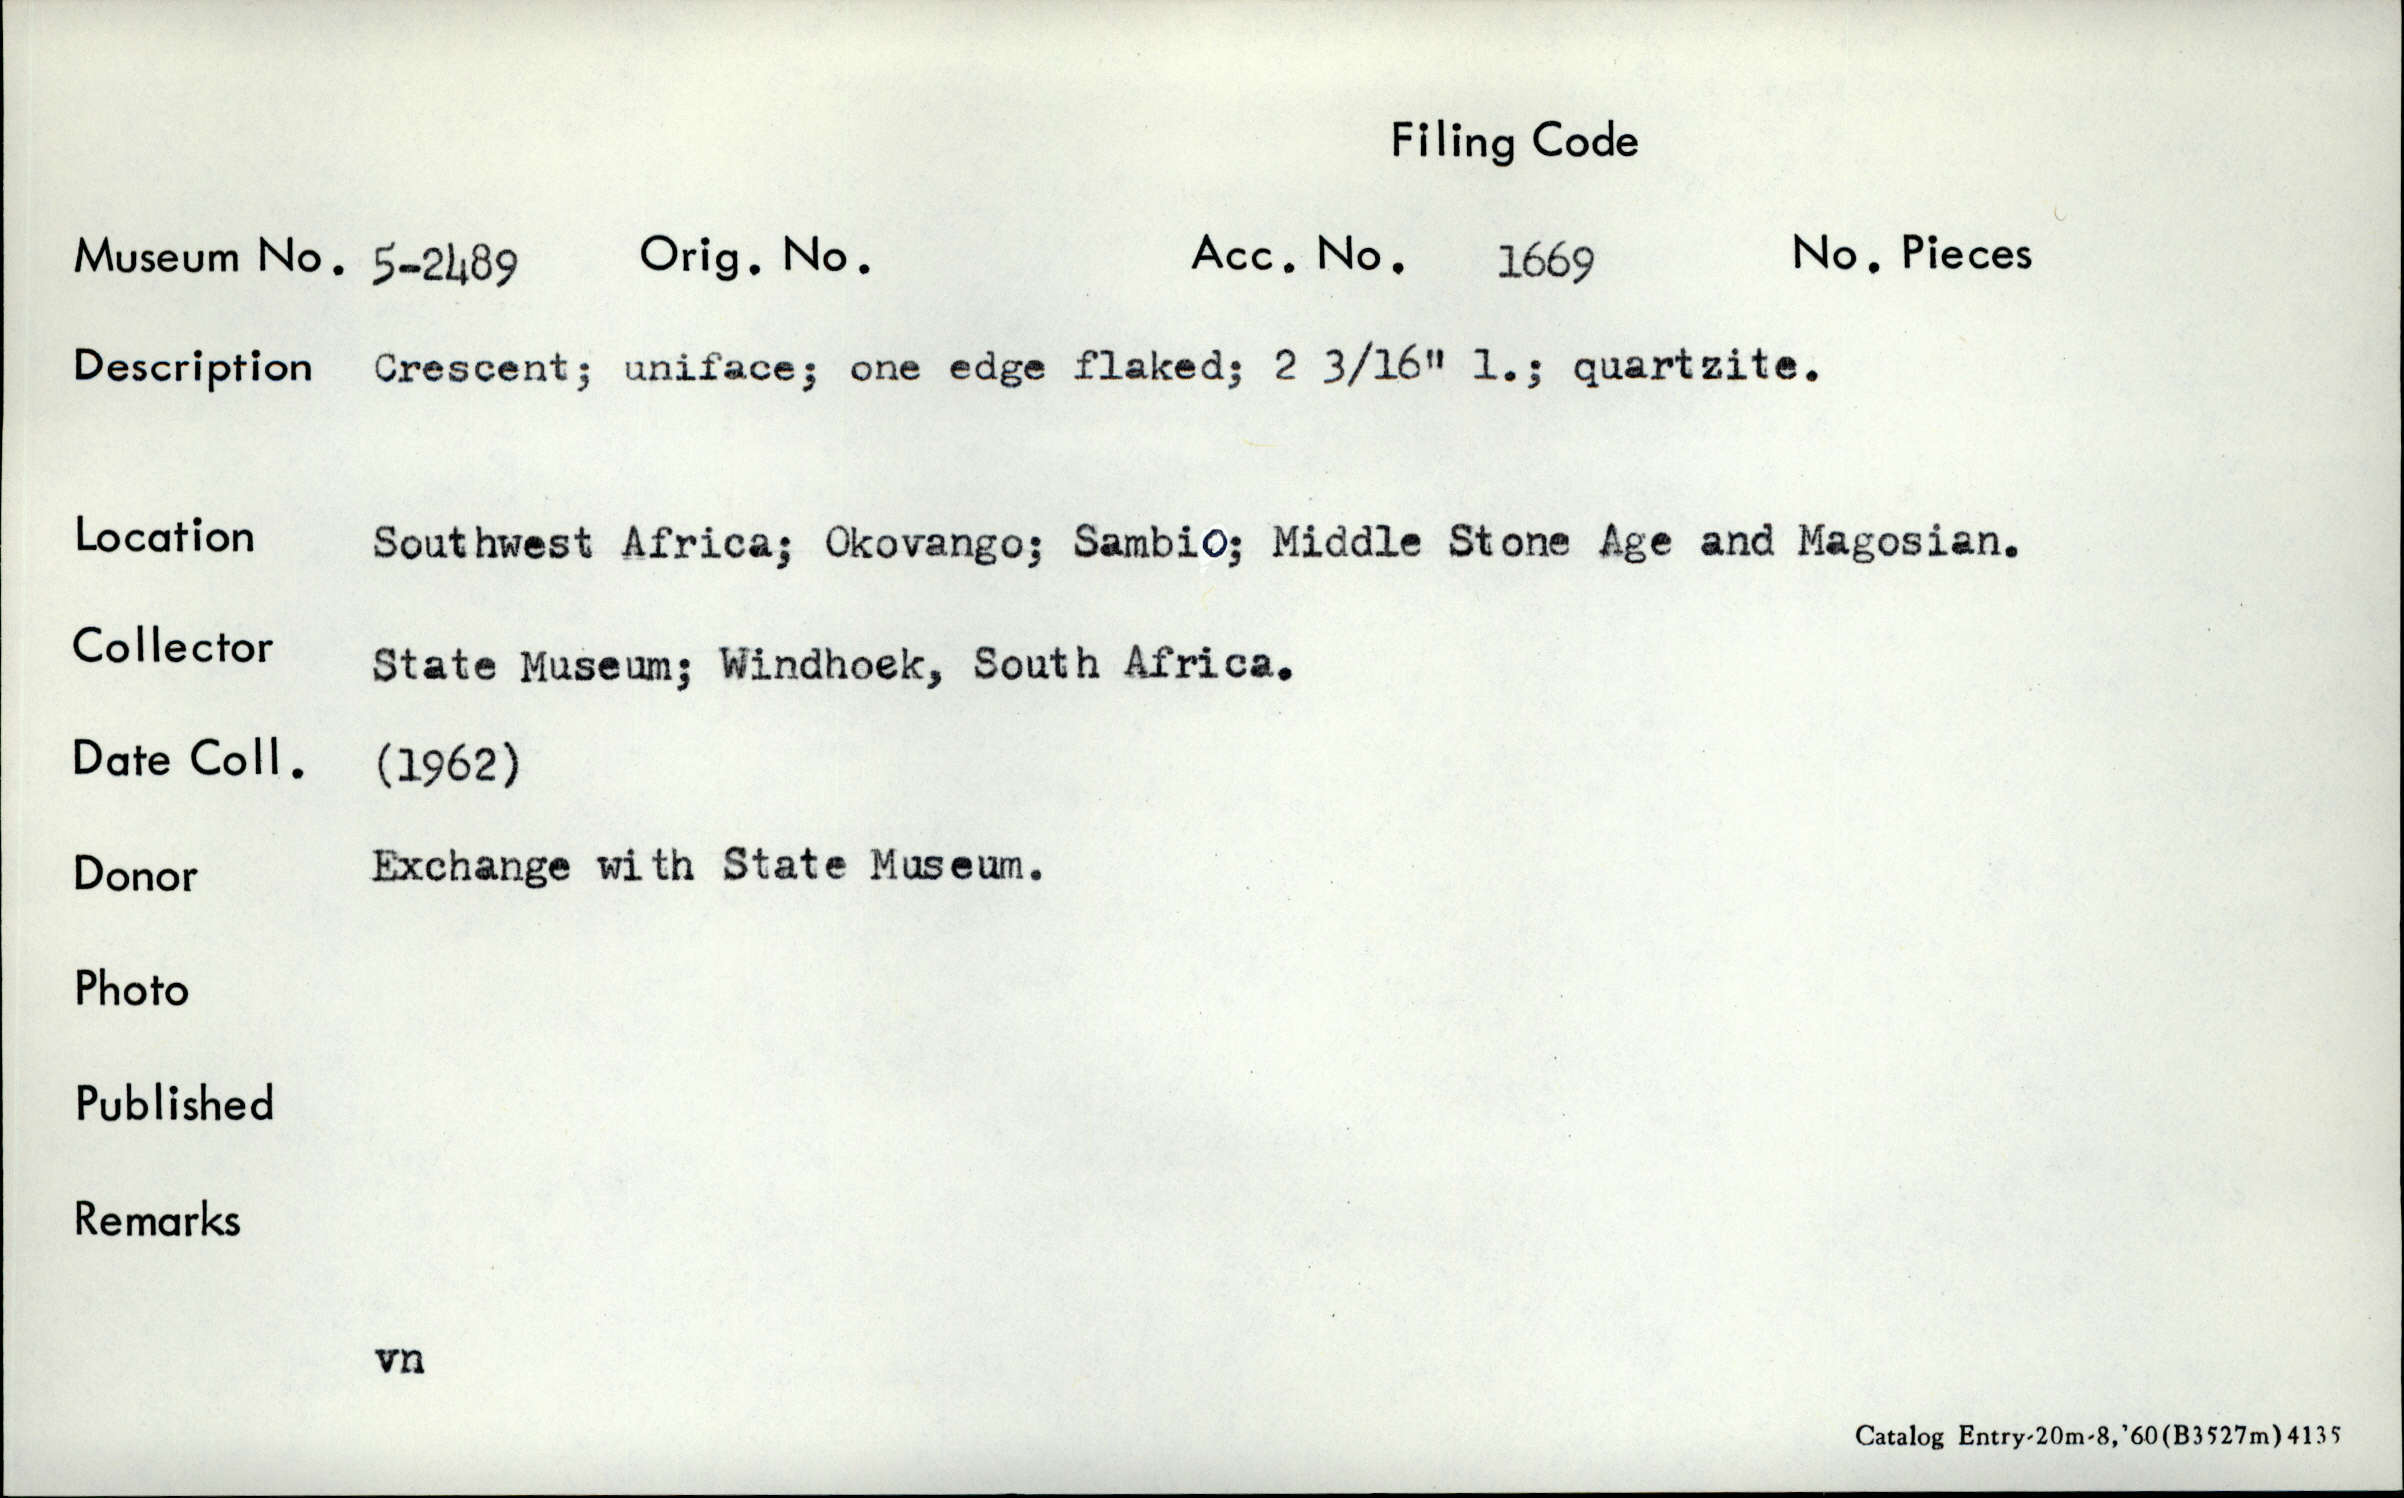 Filing Code
Museum No. 5-2489 Orig. No. Acc. No. 1669 No. Pieces
Description Crescent; uniface; one edge flaked; 2 3/16" l.; quartzite.
Location Southwest Africa; Okovango; Sambio; Middle Stone Age and Magosian.
Collector State Museum; Windhoek, South Africa.
Date Coll. (1962)
Donor Exchange with State Museum.
Photo
Published
Remarks
vn
Catalog Entry-20m-8,'60(B3527m)4135